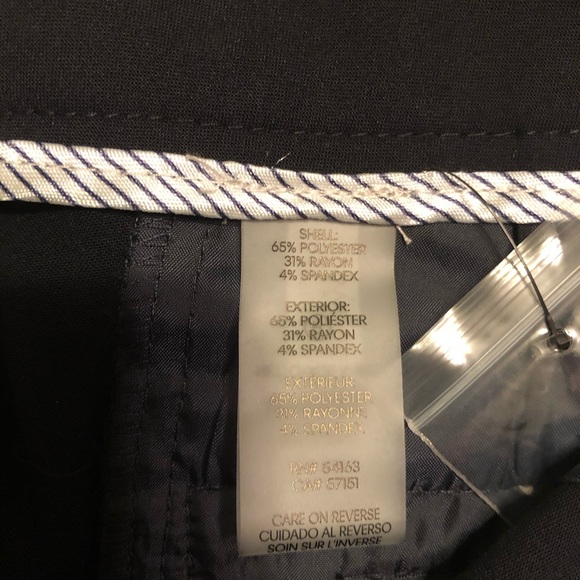 SHELL:
65% POLYESTER
31% RAYON
4% SPANDEX
EXTERIOR:
65% POLIÉSTER
31% RAYON
4% SPANDEX
EXTÉRIEUR:
65% POLYESTER
31% RAYONNE
4% SPANDEX
RN# 54163
CA# 57151
CARE ON REVERSE
CUIDADO AL REVERSO
SOIN SUR L'INVERSE